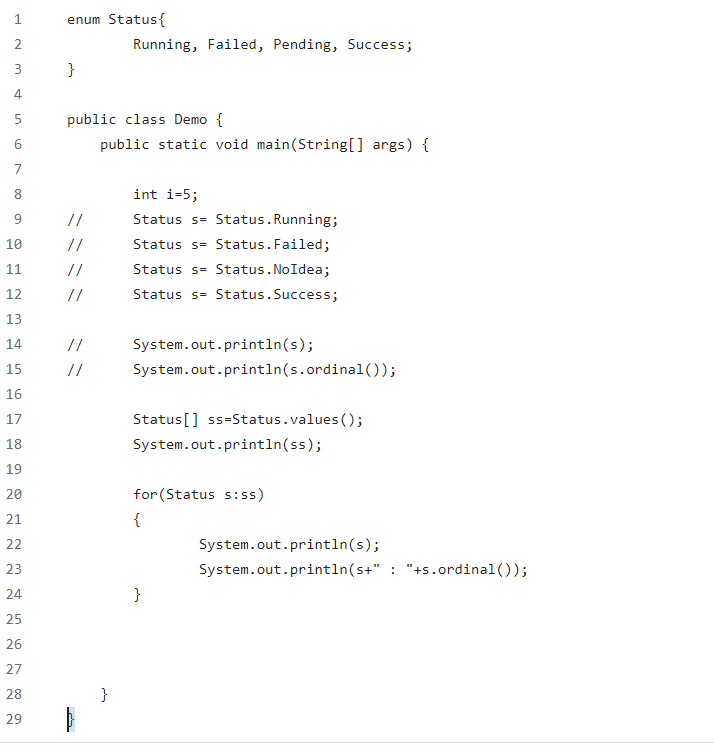 1 enum Status{
2 Running, Failed, Pending, Success;
3 }
4
5 public class Demo {
6 public static void main(String[] args) {
7
8 int i=5;
9 // Status s= Status.Running;
10 // Status s= Status.Failed;
11 // Status s= Status.NoIdea;
12 // Status s= Status.Success;
13
14 // System.out.println(s);
15 // System.out.println(s.ordinal());
16
17 Status[] ss=Status.values();
18 System.out.println(ss);
19
20 for(Status s:ss)
21 {
22 System.out.println(s);
23 System.out.println(s+" : "+s.ordinal());
24 }
25
26
27
28 }
29 }